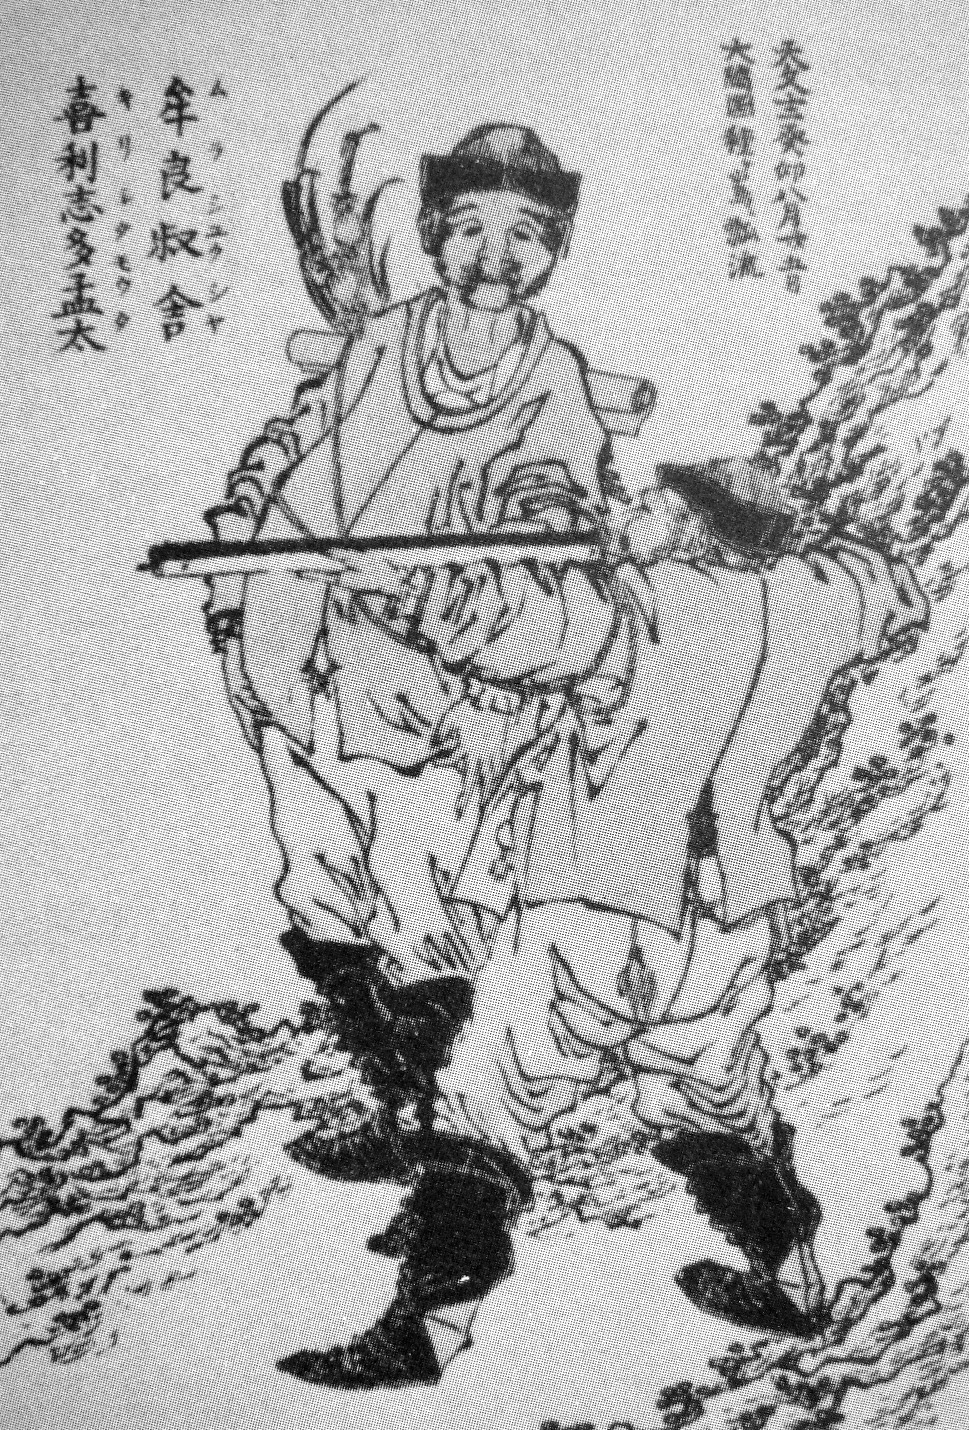 天文十二癸卯八月廿五日
大隅國種子島漂流
ムラシユクシヤ
牟良叔舎
キリシタモウタ
喜利志多孟太